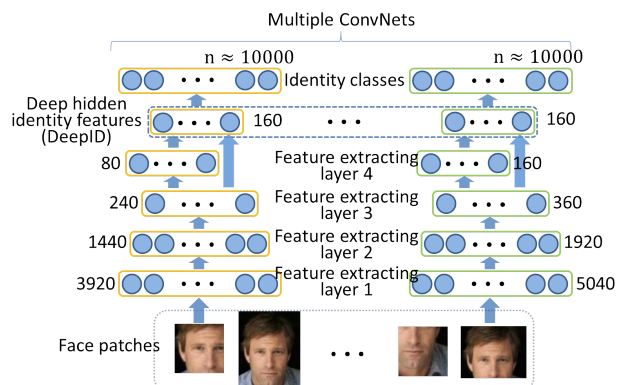 Multiple ConvNets
n ≈ 10000
n ≈ 10000
• • •
Identity classes
• • •
Deep hidden
identity features
(DeepID)
• • •
160
• • •
• • •
160
80
• • •
Feature extracting
layer 4
• • •
160
240
• • •
Feature extracting
layer 3
• • •
360
1440
• • •
Feature extracting
layer 2
• • •
1920
3920
• • •
Feature extracting
layer 1
• • •
5040
Face patches
• • •